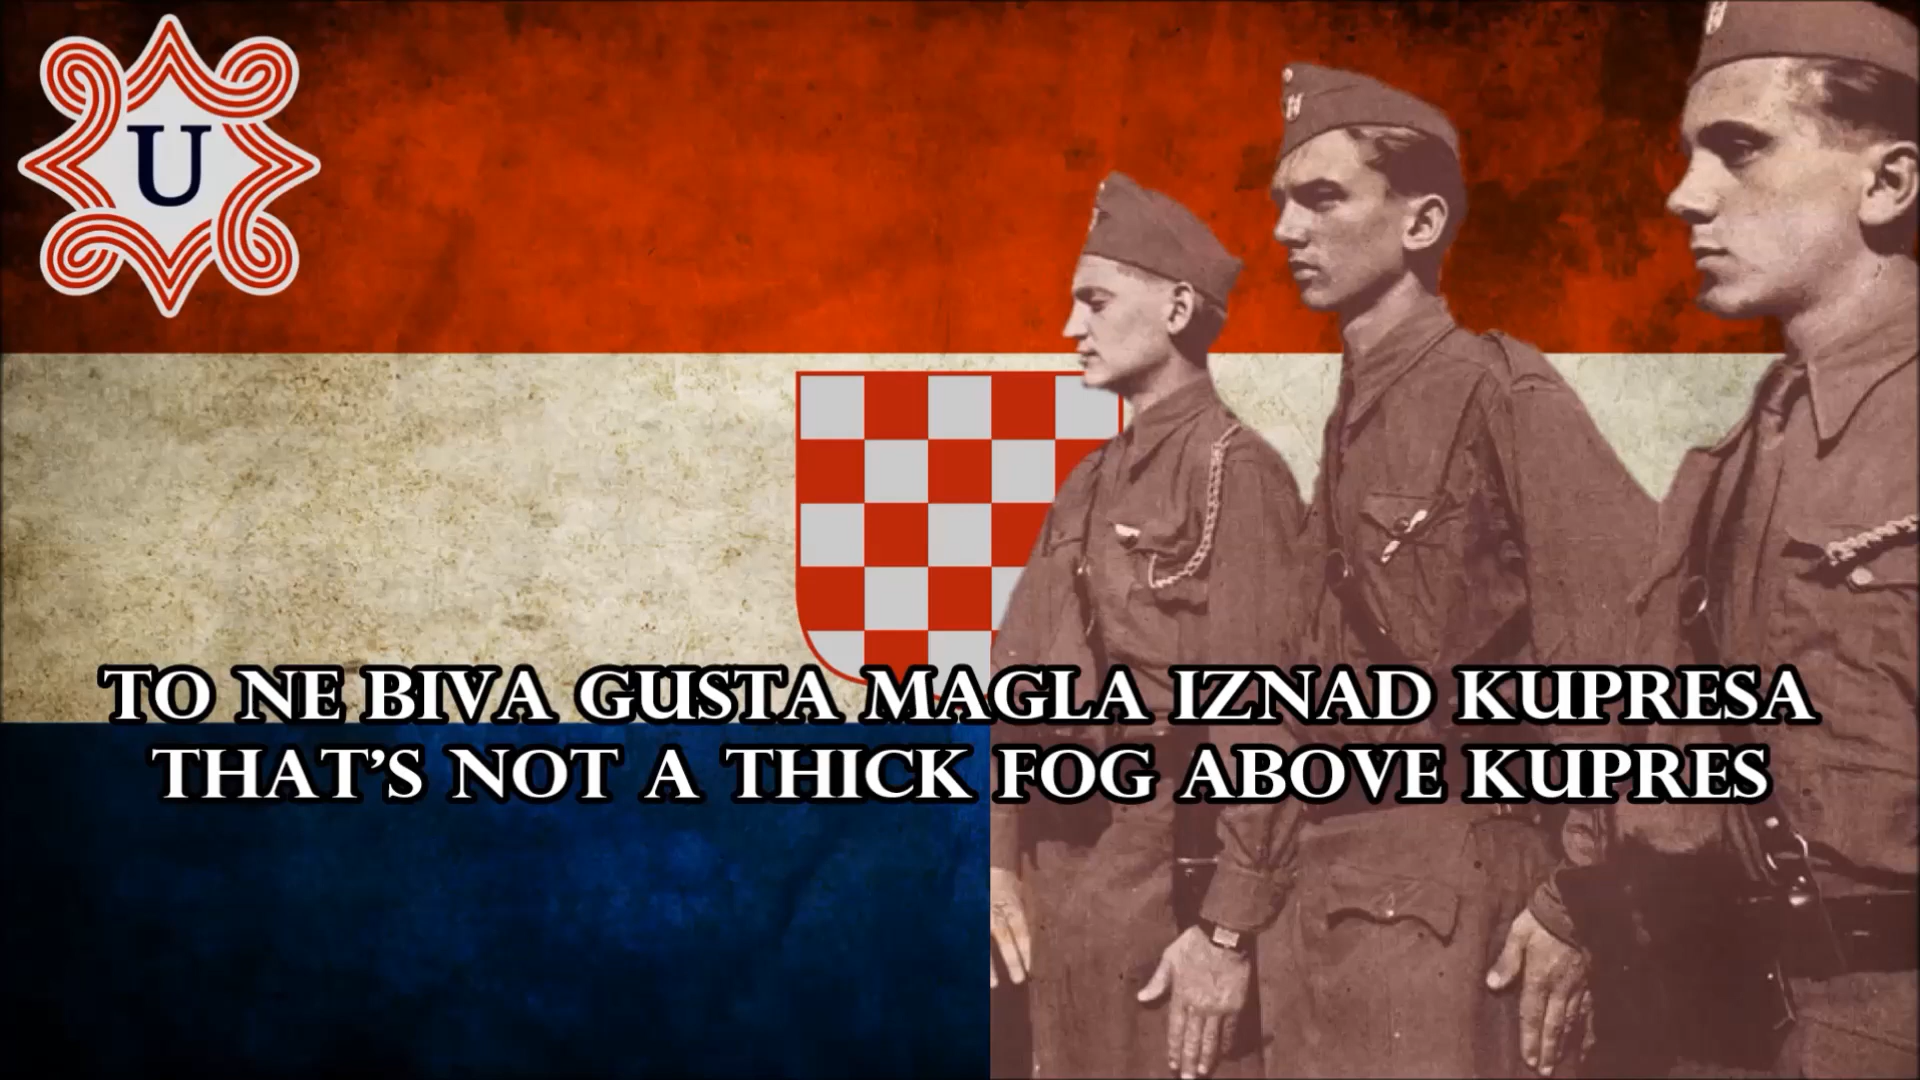 U
TO NE BIVA GUSTA MAGLA IZNAD KUPRESA
THAT'S NOT A THICK FOG ABOVE KUPRES